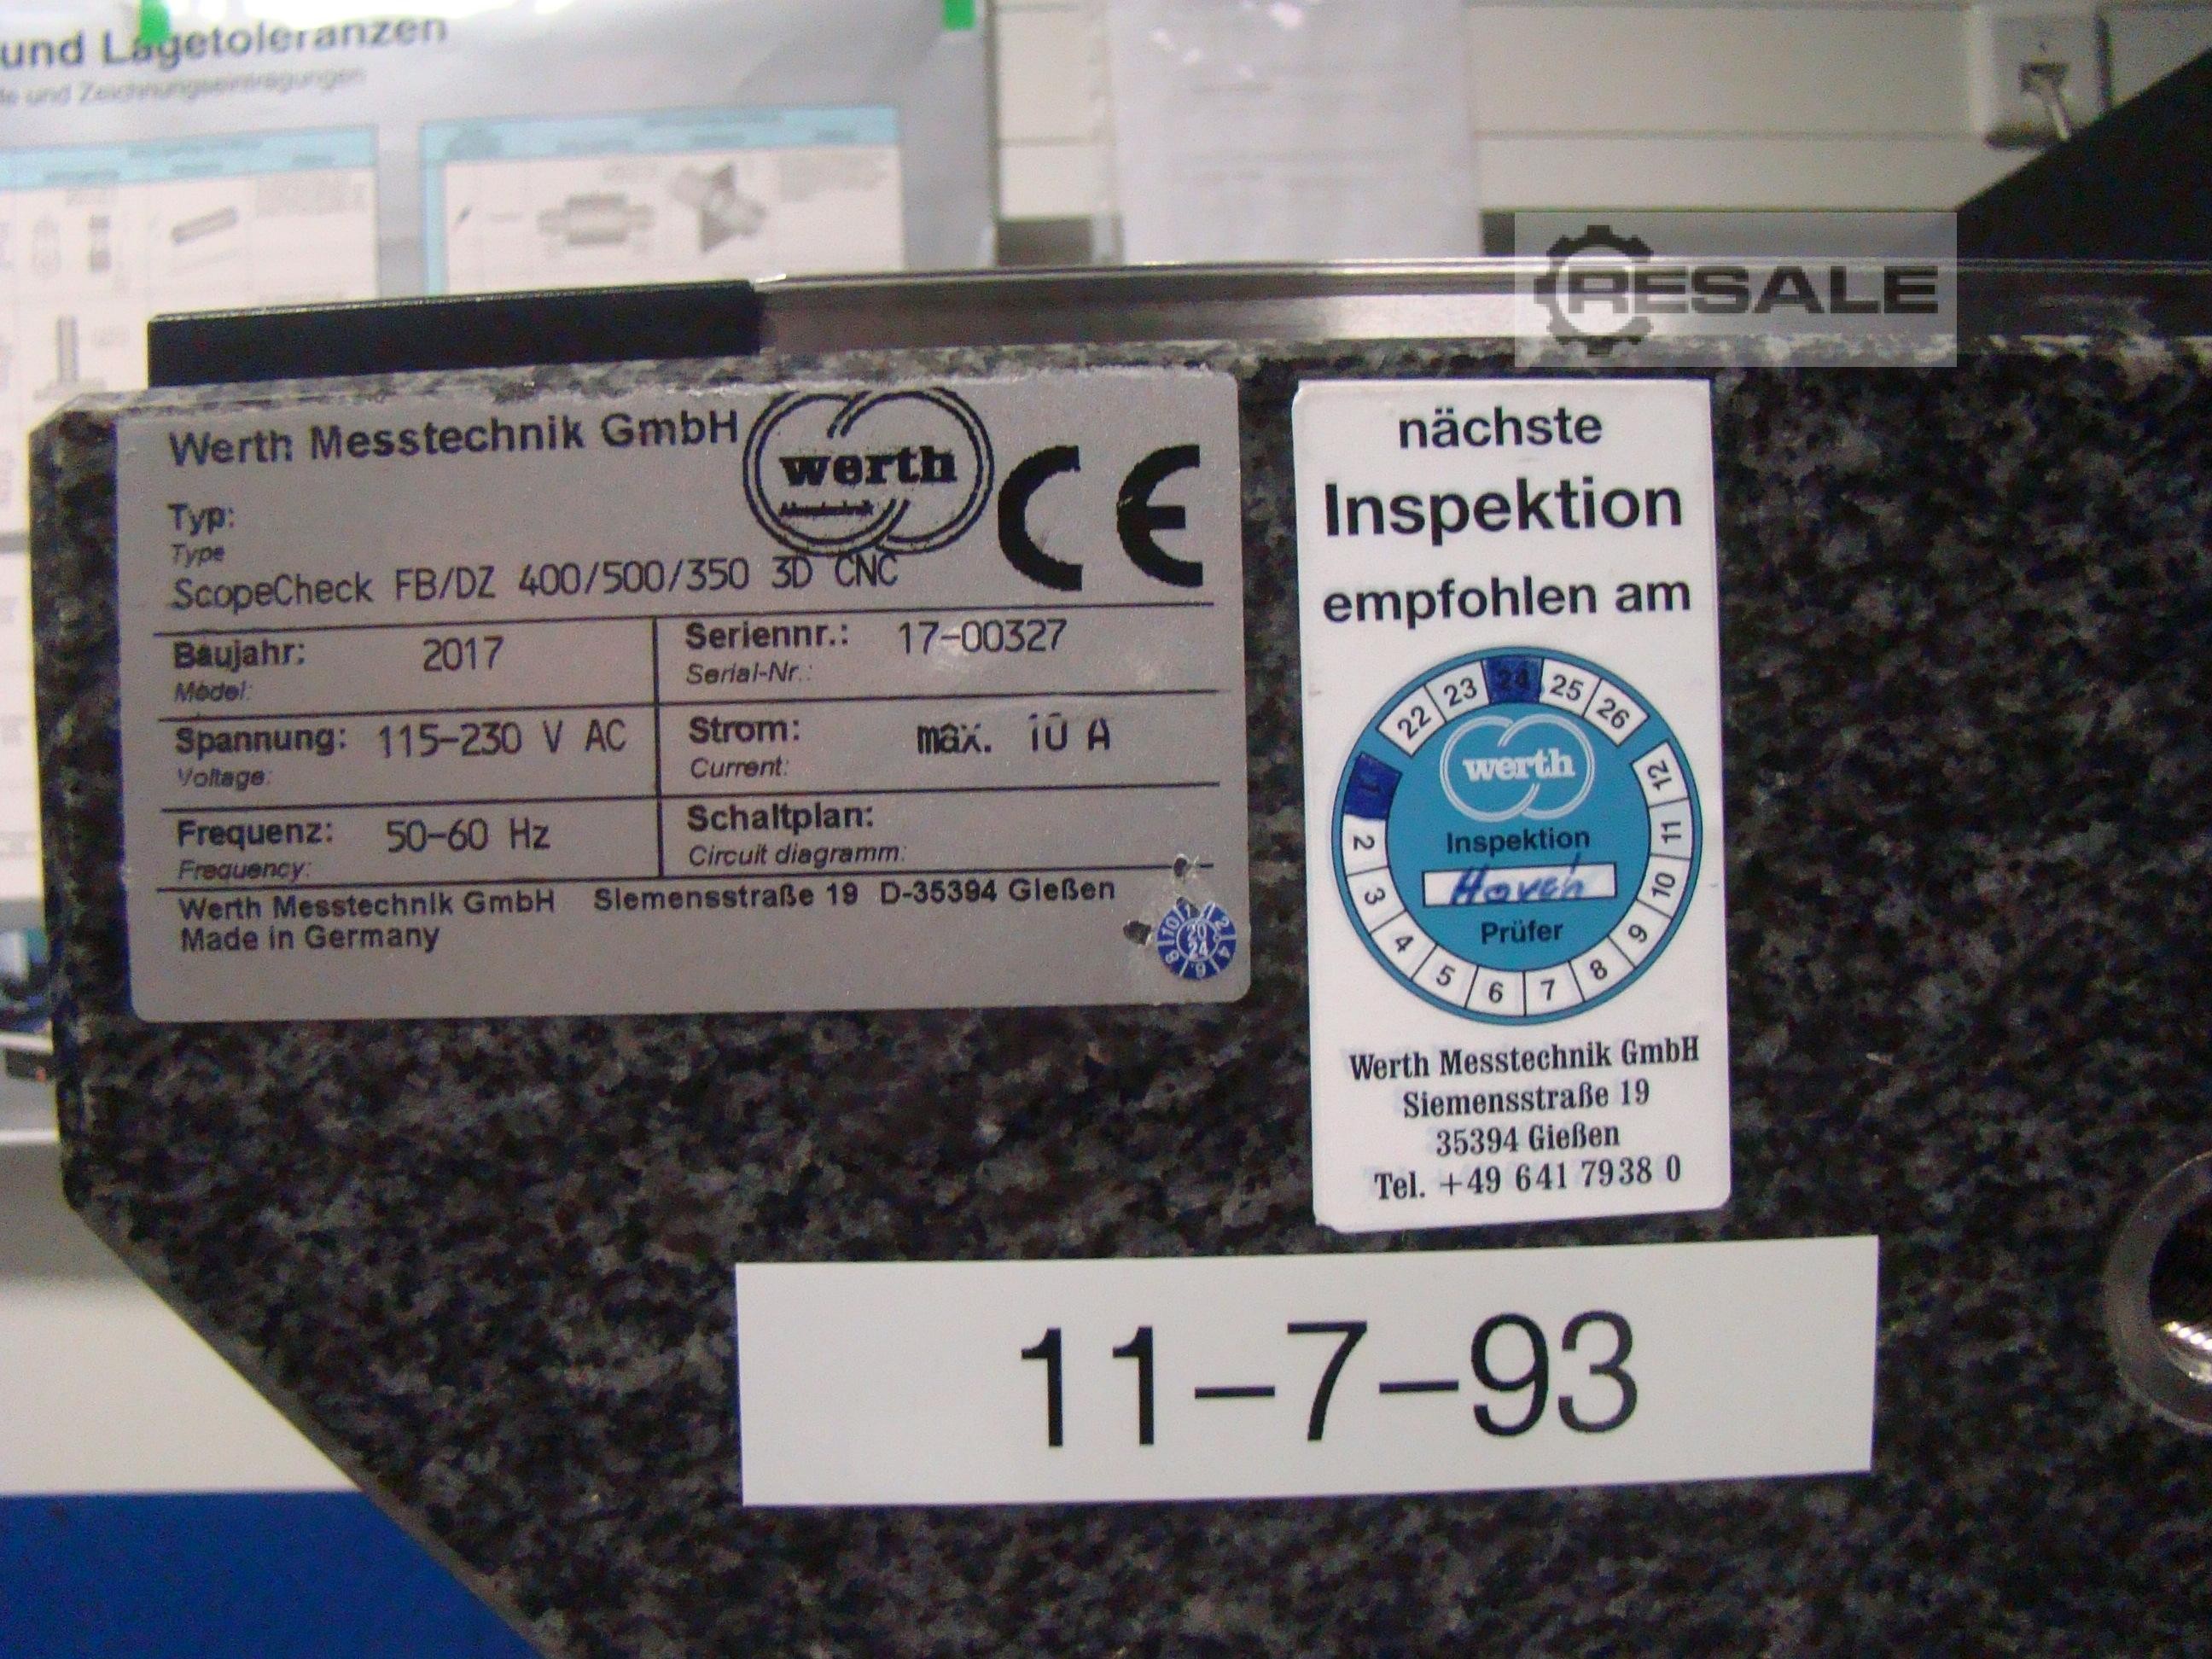 und Lagetoleranzen
und Zeichnungseintragungen
RESALE
Werth Messtechnik GmbH
werth
CE
Typ:
Type
ScopeCheck FB/DZ 400/500/350 3D CNC
Baujahr: 2017
Model:
Seriennr.: 17-00327
Serial-Nr.:
Spannung: 115-230 V AC
Voltage:
Strom: max. 10 A
Current:
Frequenz: 50-60 Hz
Frequency:
Schaltplan:
Circuit diagramm:
Werth Messtechnik GmbH Siemensstraße 19 D-35394 Gießen
Made in Germany
20
24
nächste
Inspektion
empfohlen am
22 23 24 25 26
1 2 3 4 5 6 7 8 9 10 11 12
werth
Inspektion
Prüfer
Werth Messtechnik GmbH
Siemensstraße 19
35394 Gießen
Tel. +49 641 7938 0
11-7-93